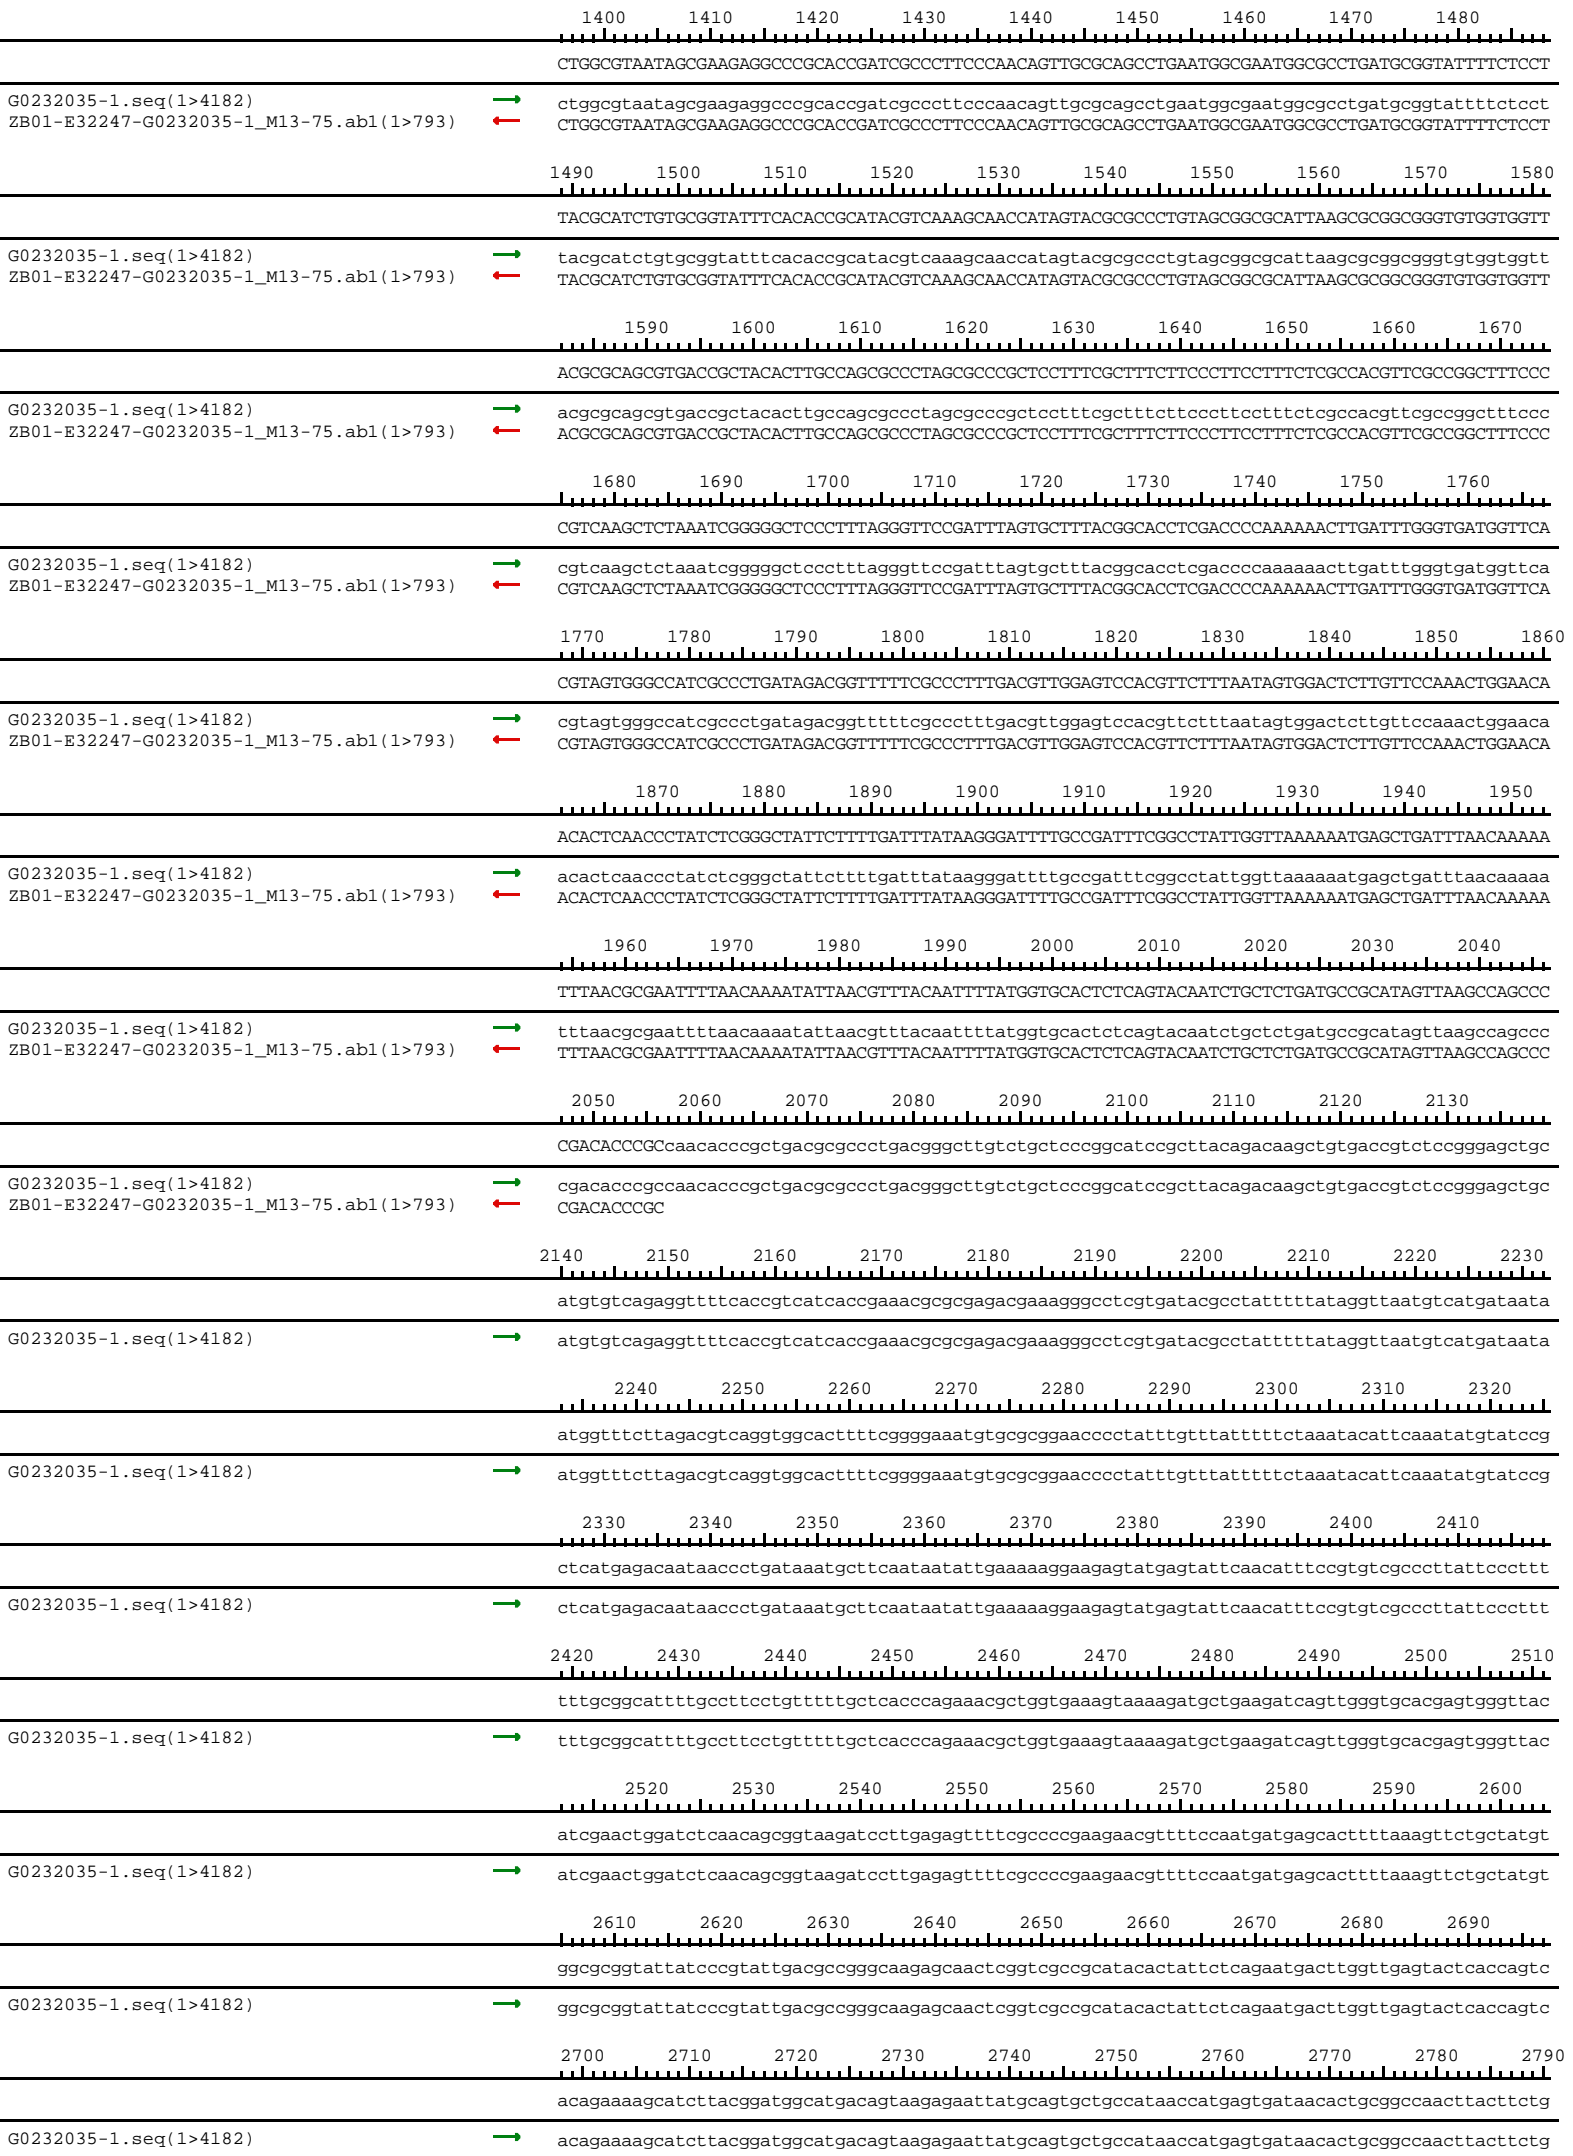 1400 1410 1420 1430 1440 1450 1460 1470 1480
CTGGCGTAATAGCGAAGAGGCCCGCACCGATCGCCCTTCCCAACAGTTGCGCAGCCTGAATGGCGAATGGCGCCTGATGCGGTATTTTCTCCT
G0232035-1.seq(1>4182) ctggcgtaatagcgaagaggcccgcaccgatcgcccttcccaacagttgcgcagcctgaatggcgaatggcgcctgatgcggtattttctcct
ZB01-E32247-G0232035-1_M13-75.ab1(1>793) CTGGCGTAATAGCGAAGAGGCCCGCACCGATCGCCCTTCCCAACAGTTGCGCAGCCTGAATGGCGAATGGCGCCTGATGCGGTATTTTCTCCT
1490 1500 1510 1520 1530 1540 1550 1560 1570 1580
TACGCATCTGTGCGGTATTTCACACCGCATACGTCAAAGCAACCATAGTACGCGCCCTGTAGCGGCGCATTAAGCGCGGCGGGTGTGGTGGTT
G0232035-1.seq(1>4182) tacgcatctgtgcggtatttcacaccgcatacgtcaaagcaaccatagtacgcgccctgtagcggcgcattaagcgcggcgggtgtggtggtt
ZB01-E32247-G0232035-1_M13-75.ab1(1>793) TACGCATCTGTGCGGTATTTCACACCGCATACGTCAAAGCAACCATAGTACGCGCCCTGTAGCGGCGCATTAAGCGCGGCGGGTGTGGTGGTT
1590 1600 1610 1620 1630 1640 1650 1660 1670
ACGCGCAGCGTGACCGCTACACTTGCCAGCGCCCTAGCGCCCGCTCCTTTCGCTTTCTTCCCTTCCTTTCTCGCCACGTTCGCCGGCTTTCCC
G0232035-1.seq(1>4182) acgcgcagcgtgaccgctacacttgccagcgccctagcgcccgctcctttcgctttcttcccttcctttctcgccacgttcgccggctttccc
ZB01-E32247-G0232035-1_M13-75.ab1(1>793) ACGCGCAGCGTGACCGCTACACTTGCCAGCGCCCTAGCGCCCGCTCCTTTCGCTTTCTTCCCTTCCTTTCTCGCCACGTTCGCCGGCTTTCCC
1680 1690 1700 1710 1720 1730 1740 1750 1760
CGTCAAGCTCTAAATCGGGGGCTCCCTTTAGGGTTCCGATTTAGTGCTTTACGGCACCTCGACCCCAAAAAACTTGATTTGGGTGATGGTTCA
G0232035-1.seq(1>4182) cgtcaagctctaaatcgggggctccctttagggttccgatttagtgctttacggcacctcgaccccaaaaaacttgatttgggtgatggttca
ZB01-E32247-G0232035-1_M13-75.ab1(1>793) CGTCAAGCTCTAAATCGGGGGCTCCCTTTAGGGTTCCGATTTAGTGCTTTACGGCACCTCGACCCCAAAAAACTTGATTTGGGTGATGGTTCA
1770 1780 1790 1800 1810 1820 1830 1840 1850 1860
CGTAGTGGGCCATCGCCCTGATAGACGGTTTTTCGCCCTTTGACGTTGGAGTCCACGTTCTTTAATAGTGGACTCTTGTTCCAAACTGGAACA
G0232035-1.seq(1>4182) cgtagtgggccatcgccctgatagacggtttttcgccctttgacgttggagtccacgttctttaatagtggactcttgttccaaactggaaca
ZB01-E32247-G0232035-1_M13-75.ab1(1>793) CGTAGTGGGCCATCGCCCTGATAGACGGTTTTTCGCCCTTTGACGTTGGAGTCCACGTTCTTTAATAGTGGACTCTTGTTCCAAACTGGAACA
1870 1880 1890 1900 1910 1920 1930 1940 1950
ACACTCAACCCTATCTCGGGCTATTCTTTTGATTTATAAGGGATTTTGCCGATTTCGGCCTATTGGTTAAAAAATGAGCTGATTTAACAAAAA
G0232035-1.seq(1>4182) acactcaaccctatctcgggctattcttttgatttataagggattttgccgatttcggcctattggttaaaaaatgagctgatttaacaaaaa
ZB01-E32247-G0232035-1_M13-75.ab1(1>793) ACACTCAACCCTATCTCGGGCTATTCTTTTGATTTATAAGGGATTTTGCCGATTTCGGCCTATTGGTTAAAAAATGAGCTGATTTAACAAAAA
1960 1970 1980 1990 2000 2010 2020 2030 2040
TTTAACGCGAATTTTAACAAAATATTAACGTTTACAATTTTATGGTGCACTCTCAGTACAATCTGCTCTGATGCCGCATAGTTAAGCCAGCCC
G0232035-1.seq(1>4182) tttaacgcgaattttaacaaaatattaacgtttacaattttatggtgcactctcagtacaatctgctctgatgccgcatagttaagccagccc
ZB01-E32247-G0232035-1_M13-75.ab1(1>793) TTTAACGCGAATTTTAACAAAATATTAACGTTTACAATTTTATGGTGCACTCTCAGTACAATCTGCTCTGATGCCGCATAGTTAAGCCAGCCC
2050 2060 2070 2080 2090 2100 2110 2120 2130
CGACACCCGCcaacacccgctgacgcgccctgacgggcttgtctgctcccggcatccgcttacagacaagctgtgaccgtctccgggagctgc
G0232035-1.seq(1>4182) cgacacccgccaacacccgctgacgcgccctgacgggcttgtctgctcccggcatccgcttacagacaagctgtgaccgtctccgggagctgc
ZB01-E32247-G0232035-1_M13-75.ab1(1>793) CGACACCCGC
2140 2150 2160 2170 2180 2190 2200 2210 2220 2230
atgtgtcagaggttttcaccgtcatcaccgaaacgcgcgagacgaaagggcctcgtgatacgcctatttttataggttaatgtcatgataata
G0232035-1.seq(1>4182) atgtgtcagaggttttcaccgtcatcaccgaaacgcgcgagacgaaagggcctcgtgatacgcctatttttataggttaatgtcatgataata
2240 2250 2260 2270 2280 2290 2300 2310 2320
atggtttcttagacgtcaggtggcacttttcggggaaatgtgcgcggaacccctatttgtttatttttctaaatacattcaaatatgtatccg
G0232035-1.seq(1>4182) atggtttcttagacgtcaggtggcacttttcggggaaatgtgcgcggaacccctatttgtttatttttctaaatacattcaaatatgtatccg
2330 2340 2350 2360 2370 2380 2390 2400 2410
ctcatgagacaataaccctgataaatgcttcaataatattgaaaaaggaagagtatgagtattcaacatttccgtgtcgcccttattcccttt
G0232035-1.seq(1>4182) ctcatgagacaataaccctgataaatgcttcaataatattgaaaaaggaagagtatgagtattcaacatttccgtgtcgcccttattcccttt
2420 2430 2440 2450 2460 2470 2480 2490 2500 2510
tttgcggcattttgccttcctgtttttgctcacccagaaacgctggtgaaagtaaaagatgctgaagatcagttgggtgcacgagtgggttac
G0232035-1.seq(1>4182) tttgcggcattttgccttcctgtttttgctcacccagaaacgctggtgaaagtaaaagatgctgaagatcagttgggtgcacgagtgggttac
2520 2530 2540 2550 2560 2570 2580 2590 2600
atcgaactggatctcaacagcggtaagatccttgagagttttcgccccgaagaacgttttccaatgatgagcacttttaaagttctgctatgt
G0232035-1.seq(1>4182) atcgaactggatctcaacagcggtaagatccttgagagttttcgccccgaagaacgttttccaatgatgagcacttttaaagttctgctatgt
2610 2620 2630 2640 2650 2660 2670 2680 2690
ggcgcggtattatcccgtattgacgccgggcaagagcaactcggtcgccgcatacactattctcagaatgacttggttgagtactcaccagtc
G0232035-1.seq(1>4182) ggcgcggtattatcccgtattgacgccgggcaagagcaactcggtcgccgcatacactattctcagaatgacttggttgagtactcaccagtc
2700 2710 2720 2730 2740 2750 2760 2770 2780 2790
acagaaaagcatcttacggatggcatgacagtaagagaattatgcagtgctgccataaccatgagtgataacactgcggccaacttacttctg
G0232035-1.seq(1>4182) acagaaaagcatcttacggatggcatgacagtaagagaattatgcagtgctgccataaccatgagtgataacactgcggccaacttacttctg